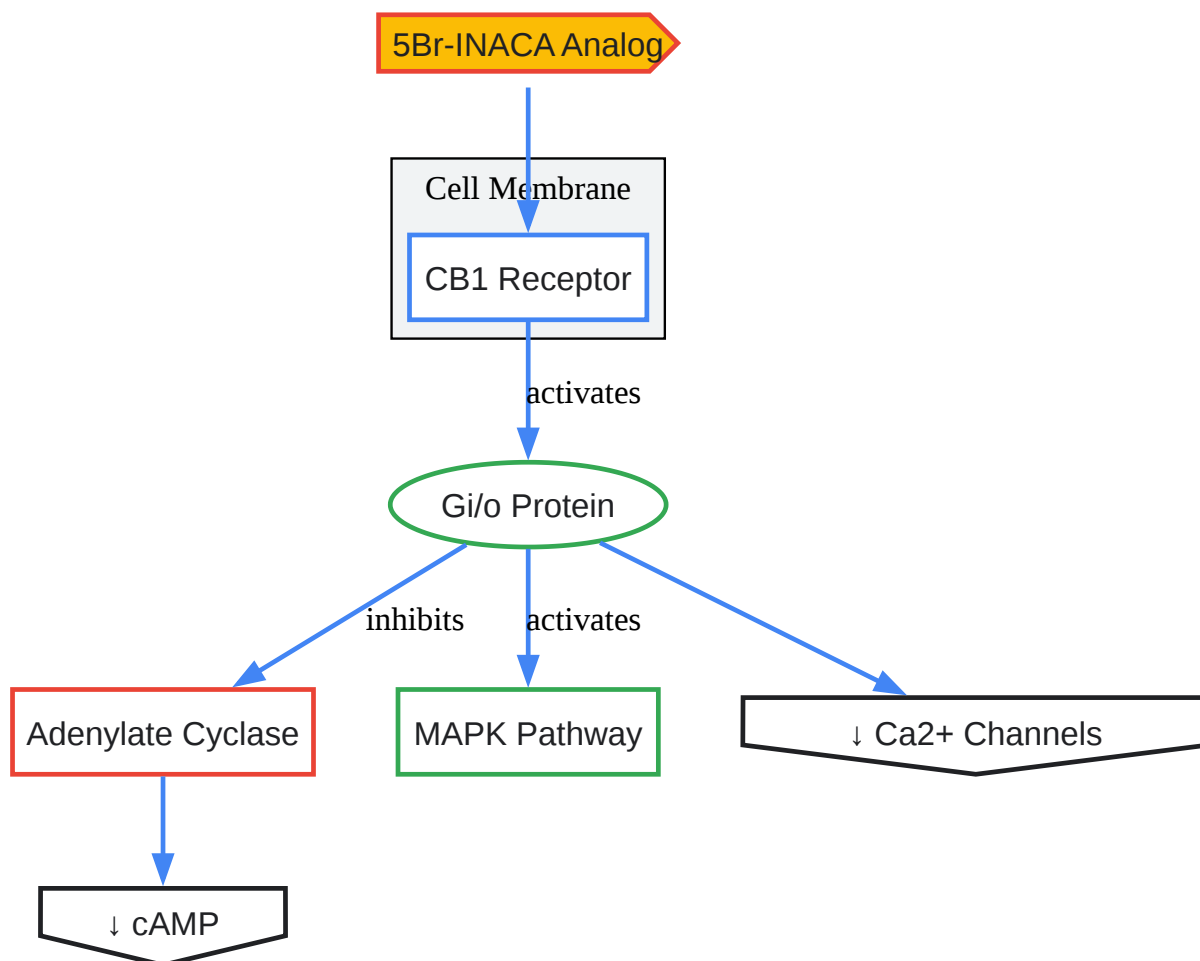 5Br-INACA Analog
Cell Membrane
CB1 Receptor
activates
Gi/o Protein
inhibits
activates
Adenylate Cyclase
MAPK Pathway
↓ Ca2+ Channels
↓ cAMP